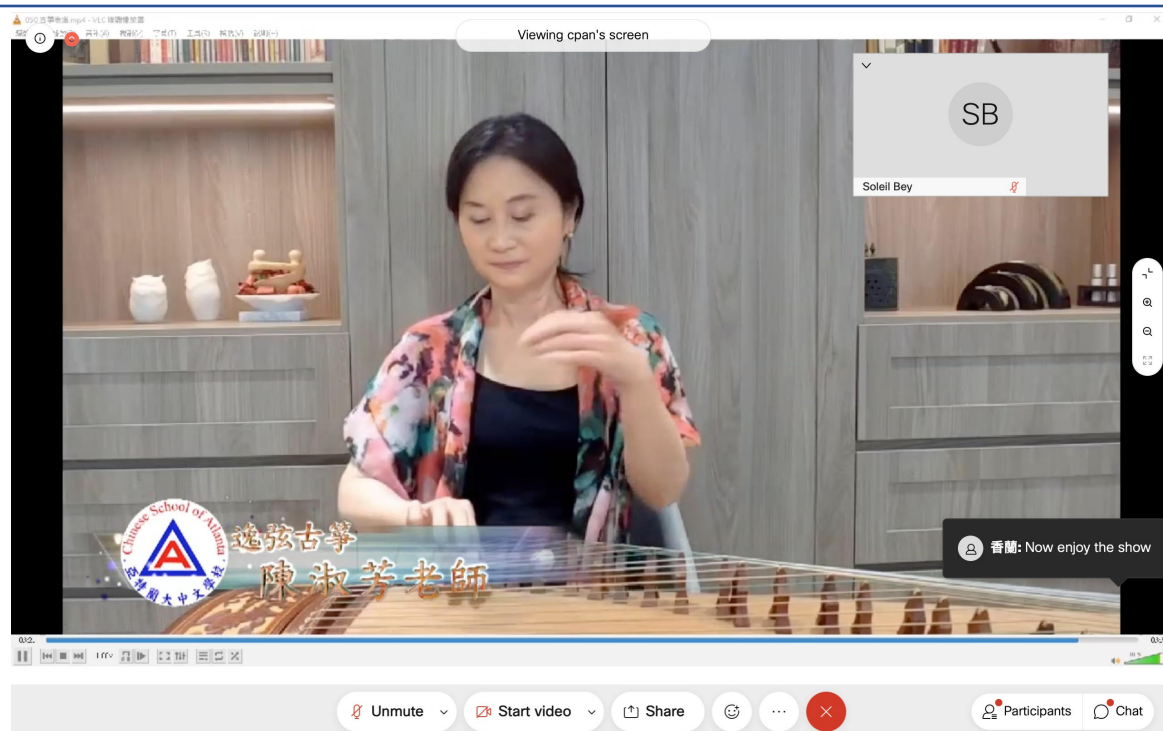 Viewing cpan's screen
SB
Soleil Bey
Chinese School of Atlanta
亞特蘭大中文學校
逸弦古箏
陳淑芳老師
香蘭: Now enjoy the show
Unmute
Start video
Share
Participants
Chat